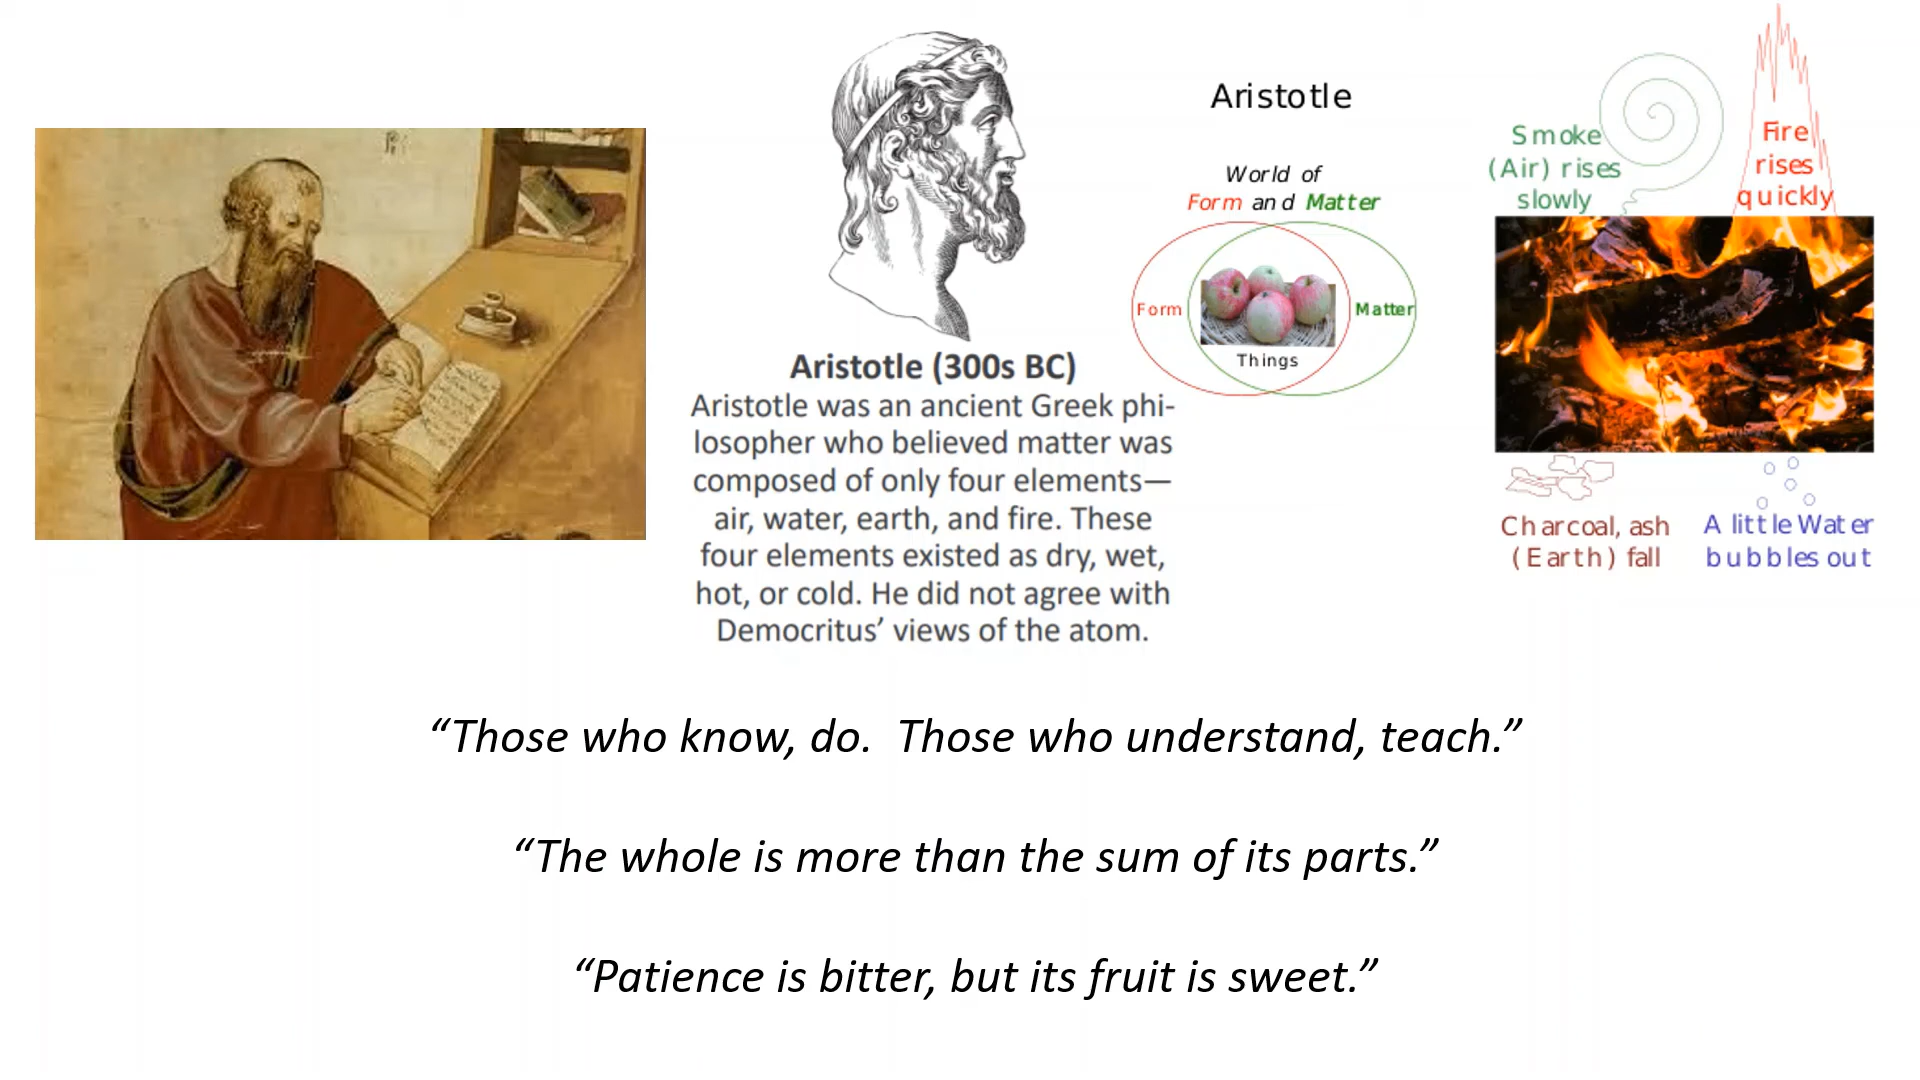 Aristotle (300s BC)
Aristotle was an ancient Greek phi-
losopher who believed matter was
composed of only four elements—
air, water, earth, and fire. These
four elements existed as dry, wet,
hot, or cold. He did not agree with
Democritus’ views of the atom.
Aristotle
World of
Form and Matter
Form
Matter
Things
Smoke
(Air) rises
slowly
Fire
rises
quickly
Charcoal, ash
(Earth) fall
A little Water
bubbles out
“Those who know, do.  Those who understand, teach.”
“The whole is more than the sum of its parts.”
“Patience is bitter, but its fruit is sweet.”